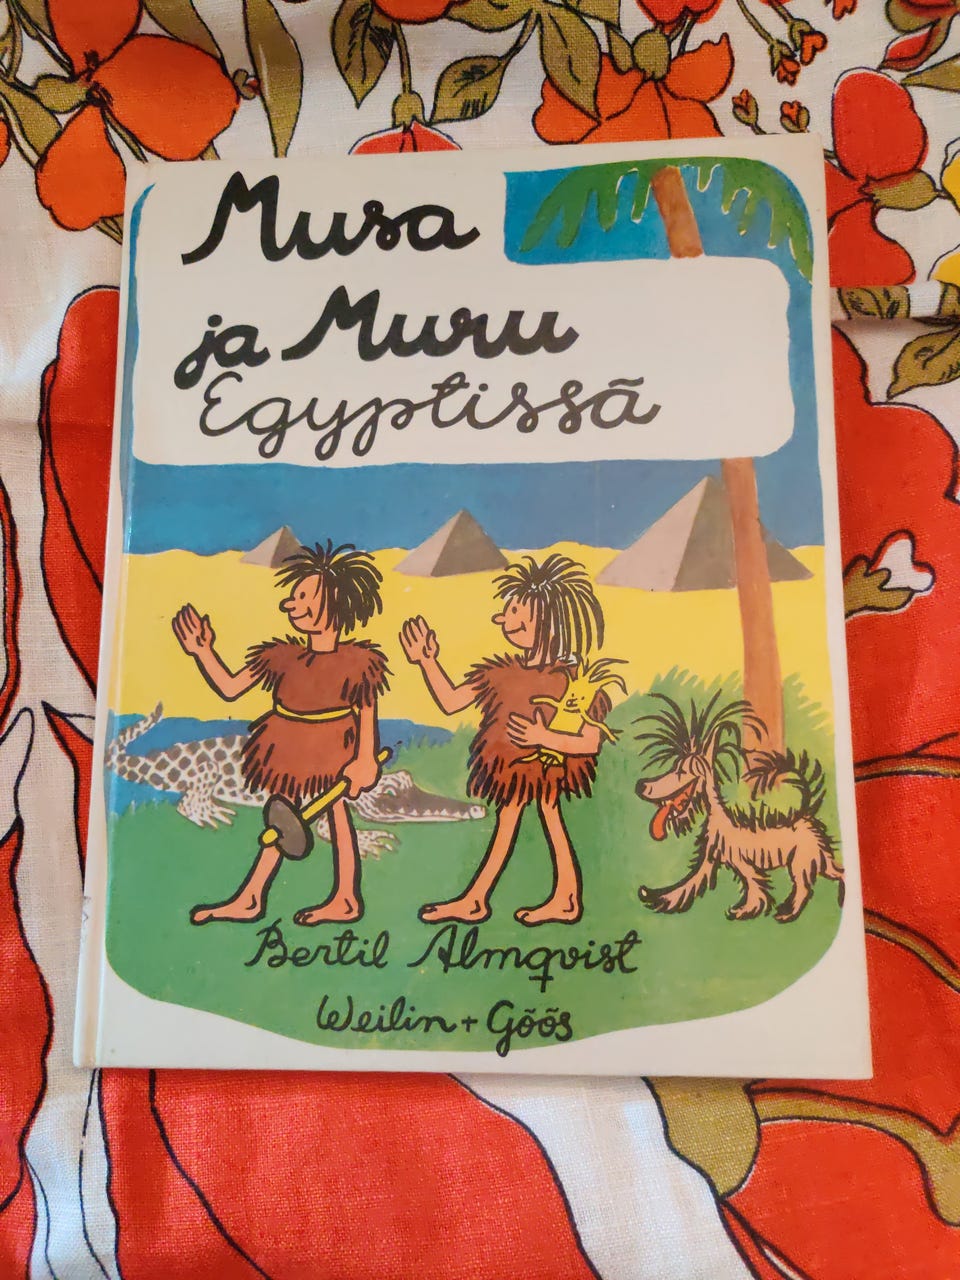 Musa
ja Muru
Egyptissä
Bertil Almqvist
Weilin + Göös